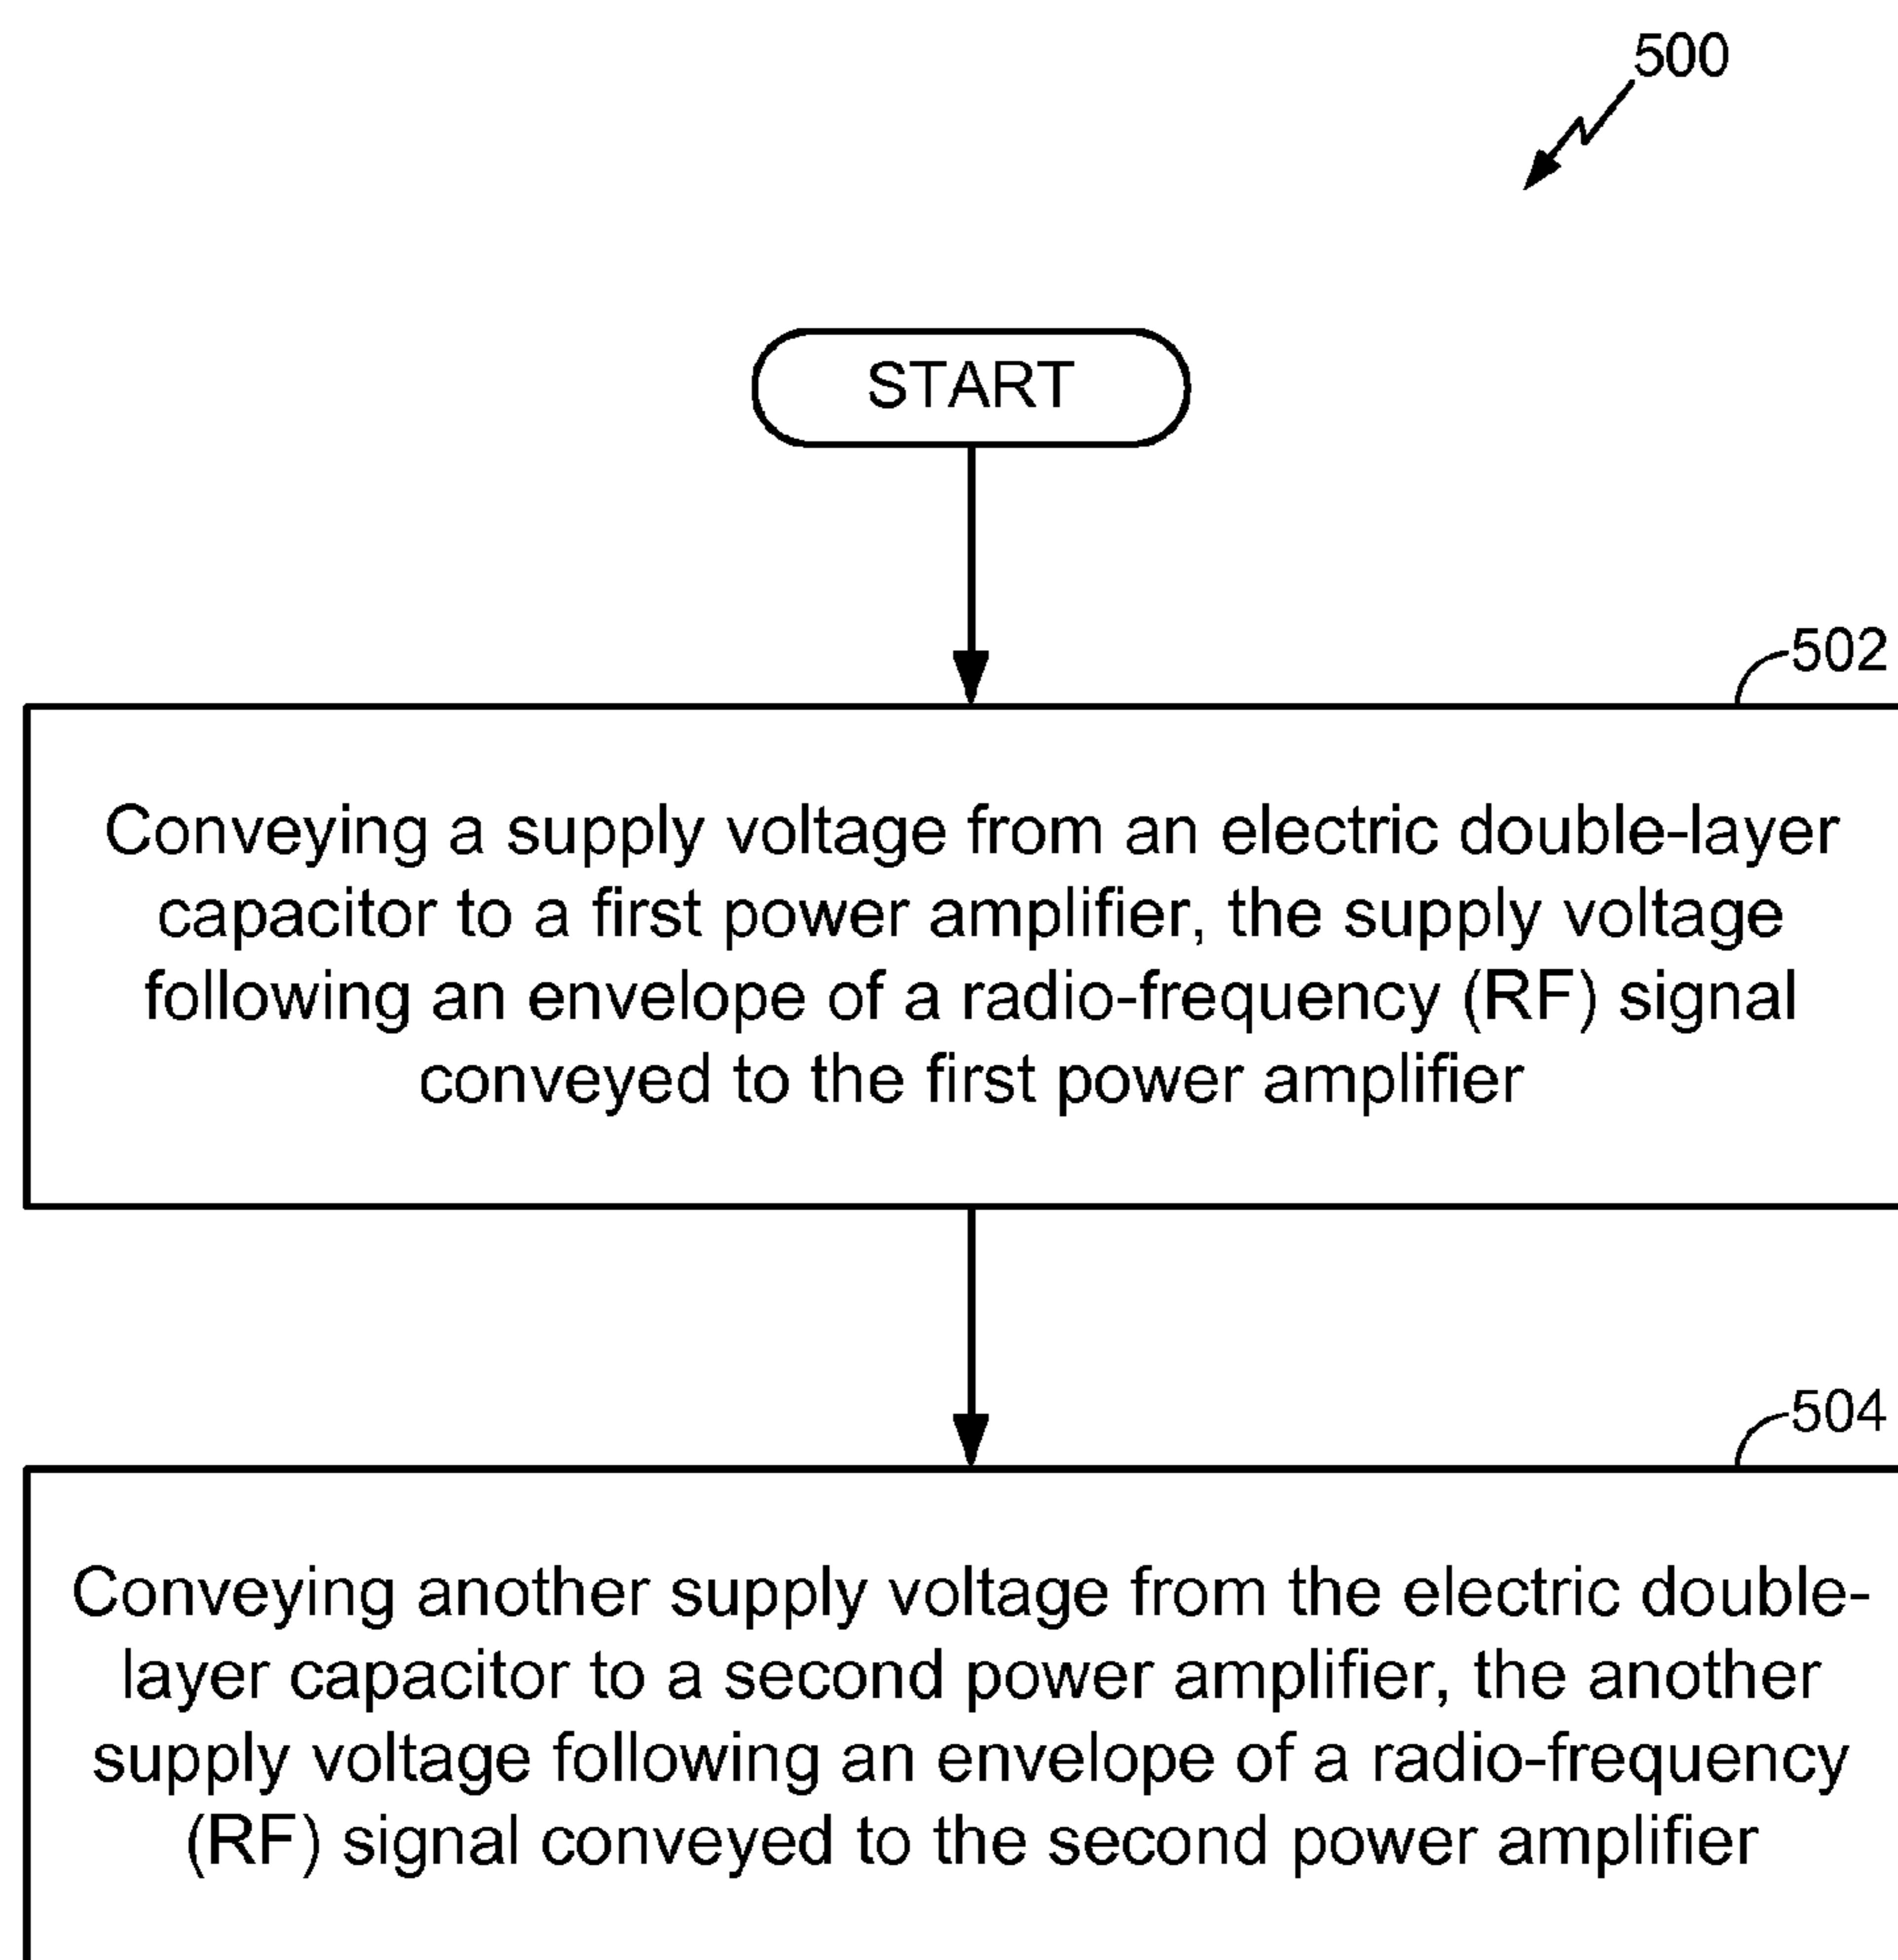 500
START
502
Conveying a supply voltage from an electric double-layer
capacitor to a first power amplifier, the supply voltage
following an envelope of a radio-frequency (RF) signal
conveyed to the first power amplifier
504
Conveying another supply voltage from the electric double-
layer capacitor to a second power amplifier, the another
supply voltage following an envelope of a radio-frequency
(RF) signal conveyed to the second power amplifier